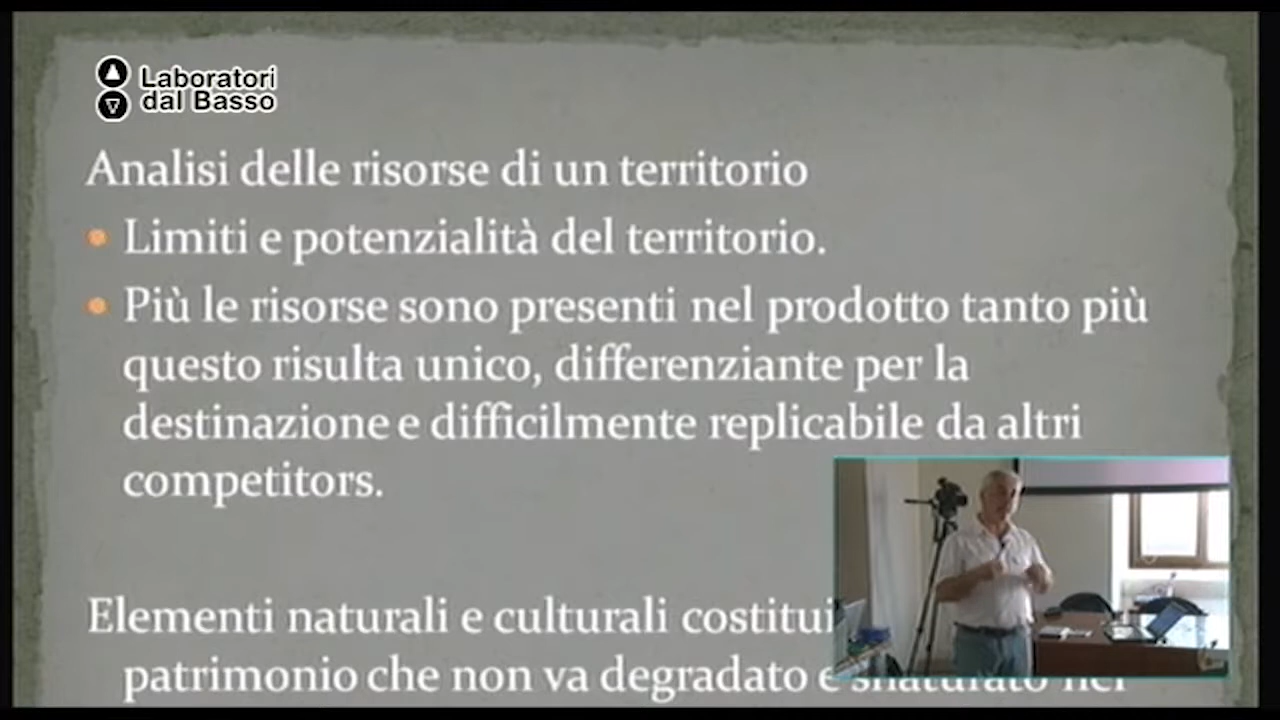 Laboratori
dal Basso
Analisi delle risorse di un territorio
Limiti e potenzialità del territorio.
Più le risorse sono presenti nel prodotto tanto più
questo risulta unico, differenziante per la
destinazione e difficilmente replicabile da altri
competitors.
Elementi naturali e culturali
patrimonio che non va degradato e